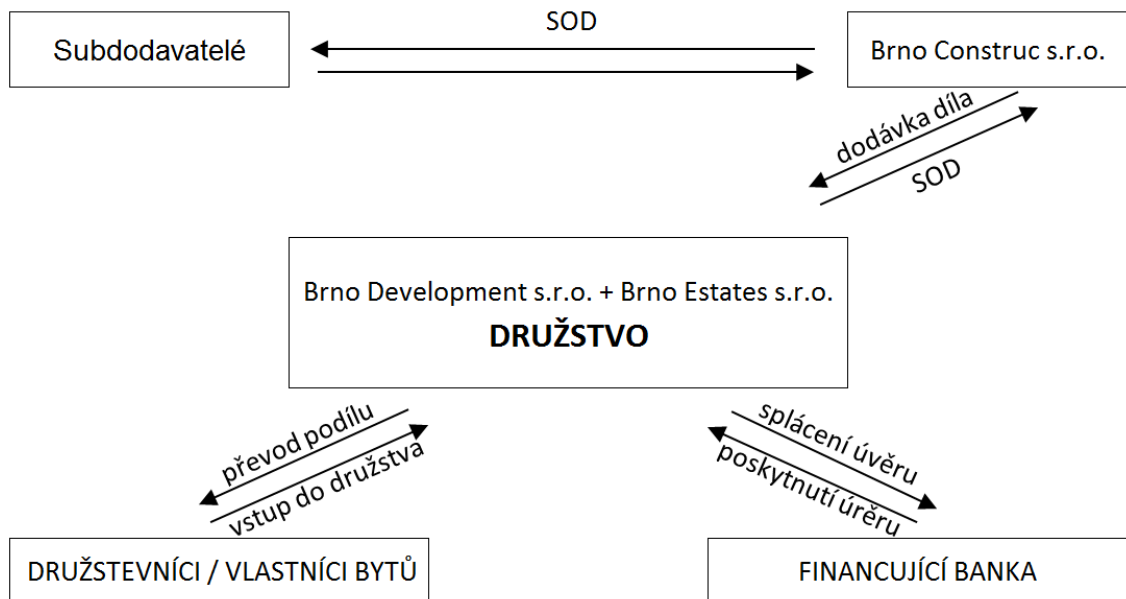 SOD
Subdodavatelé
Brno Construc s.r.o.
dodávka díla
SOD
Brno Development s.r.o. + Brno Estates s.r.o.
DRUŽSTVO
převod podílu
vstup do družstva
splácení úvěru
poskytnutí úrěru
DRUŽSTEVNÍCI / VLASTNÍCI BYTŮ
FINANCUJÍCÍ BANKA